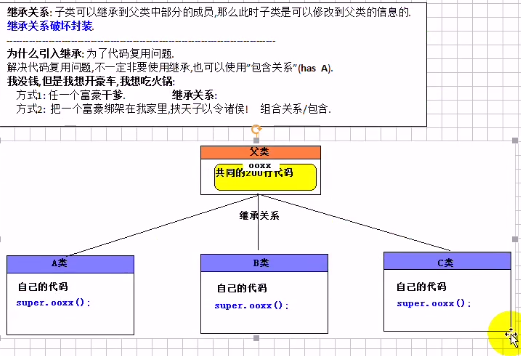 继承关系: 子类可以继承到父类中部分的成员,那么此时子类是可以修改到父类的信息的.
继承关系破环封装.
------------------------------------------------------------
为什么引入继承: 为了代码复用问题.
解决代码复用问题,不一定非要使用继承,也可以使用“包含关系”(has A).
我没钱,但是我想开豪车,我想吃火锅:
方式1: 任一个富豪干爹. 继承关系:
方式2: 把一个富豪绑架在我家里,挟天子以令诸侯! 组合关系/包含.
父类
ooxx
共同的200行代码
继承关系
A类
自己的代码
super.ooxx();
B类
自己的代码
super.ooxx();
C类
自己的代码
super.ooxx();